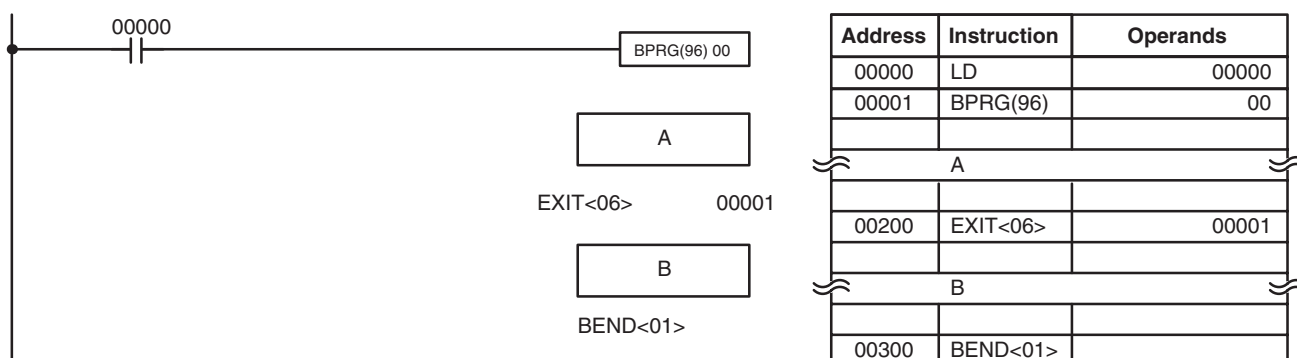 00000
BPRG(96) 00
A
EXIT<06> 00001
B
BEND<01>
Address Instruction Operands
00000 LD 00000
00001 BPRG(96) 00
A
00200 EXIT<06> 00001
B
00300 BEND<01>